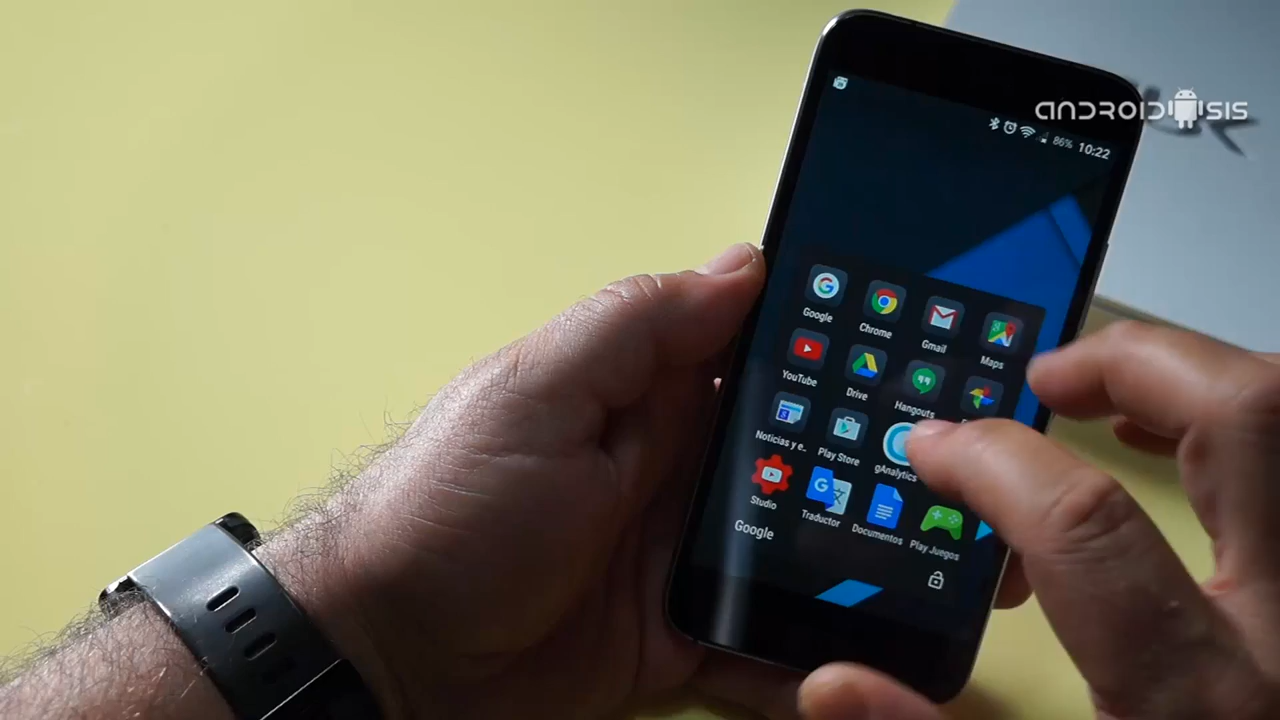 ANDROIDSIS
86% 10:22
Google Chrome Gmail Maps
YouTube Drive Hangouts
Noticias y e.. Play Store gAnalytics
Studio Traductor Documentos Play Juegos
Google